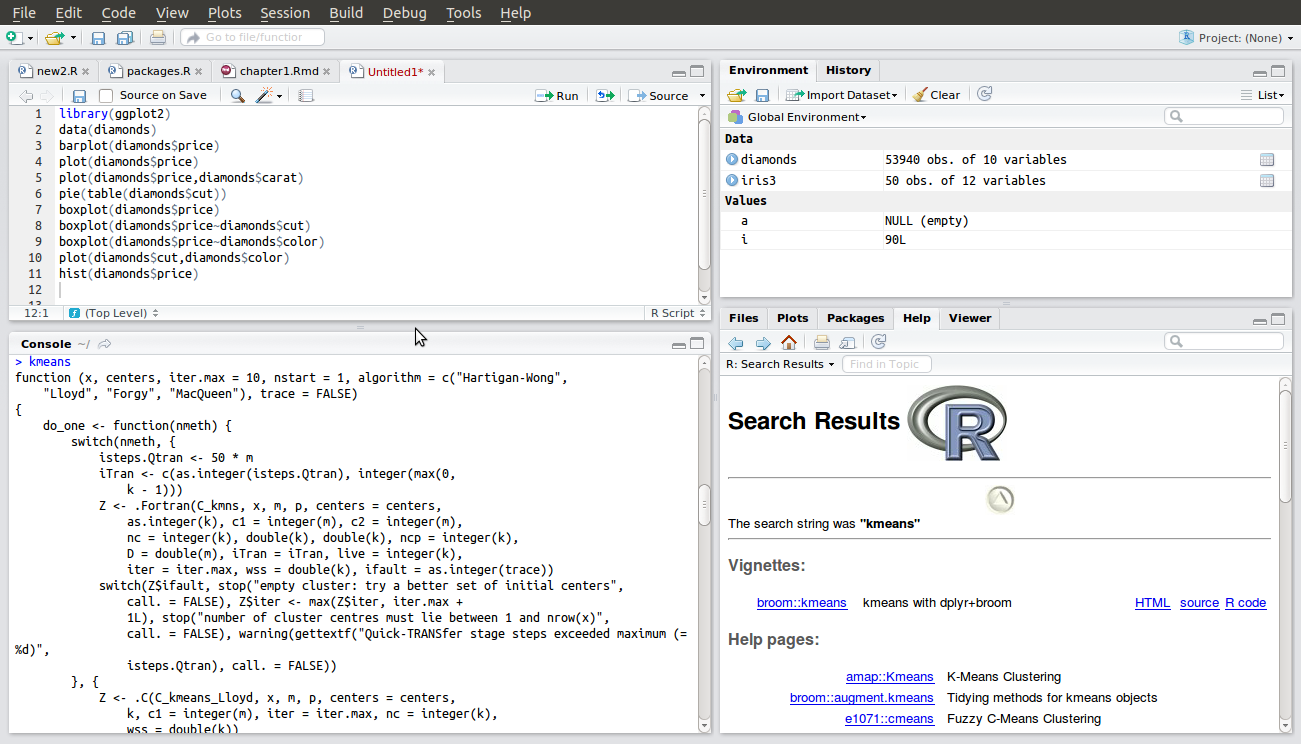 File Edit Code View Plots Session Build Debug Tools Help
Go to file/function
Project: (None)
new2.R packages.R chapter1.Rmd Untitled1*
Source on Save Run Source
1 library(ggplot2)
2 data(diamonds)
3 barplot(diamonds$price)
4 plot(diamonds$price)
5 plot(diamonds$price,diamonds$carat)
6 pie(table(diamonds$cut))
7 boxplot(diamonds$price)
8 boxplot(diamonds$price~diamonds$cut)
9 boxplot(diamonds$price~diamonds$color)
10 plot(diamonds$cut,diamonds$color)
11 hist(diamonds$price)
12
13
12:1 (Top Level) R Script
Console ~/
> kmeans
function (x, centers, iter.max = 10, nstart = 1, algorithm = c("Hartigan-Wong",
"Lloyd", "Forgy", "MacQueen"), trace = FALSE)
{
do_one <- function(nmeth) {
switch(nmeth, {
isteps.Qtran <- 50 * m
iTran <- c(as.integer(isteps.Qtran), integer(max(0,
k - 1)))
Z <- .Fortran(C_kmns, x, m, p, centers = centers,
as.integer(k), c1 = integer(m), c2 = integer(m),
nc = integer(k), double(k), double(k), ncp = integer(k),
D = double(m), iTran = iTran, live = integer(k),
iter = iter.max, wss = double(k), ifault = as.integer(trace))
switch(Z$ifault, stop("empty cluster: try a better set of initial centers",
call. = FALSE), Z$iter <- max(Z$iter, iter.max +
1L), stop("number of cluster centres must lie between 1 and nrow(x)",
call. = FALSE), warning(gettextf("Quick-TRANSfer stage steps exceeded maximum (=
%d)",
isteps.Qtran), call. = FALSE))
}, {
Z <- .C(C_kmeans_Lloyd, x, m, p, centers = centers,
k, c1 = integer(m), iter = iter.max, nc = integer(k),
wss = double(k))
Environment History
Import Dataset Clear List
Global Environment
Data
diamonds 53940 obs. of 10 variables
iris3 50 obs. of 12 variables
Values
a NULL (empty)
i 90L
Files Plots Packages Help Viewer
R: Search Results Find in Topic
Search Results R
The search string was "kmeans"
Vignettes:
broom::kmeans kmeans with dplyr+broom HTML source R code
Help pages:
amap::Kmeans K-Means Clustering
broom::augment.kmeans Tidying methods for kmeans objects
e1071::cmeans Fuzzy C-Means Clustering